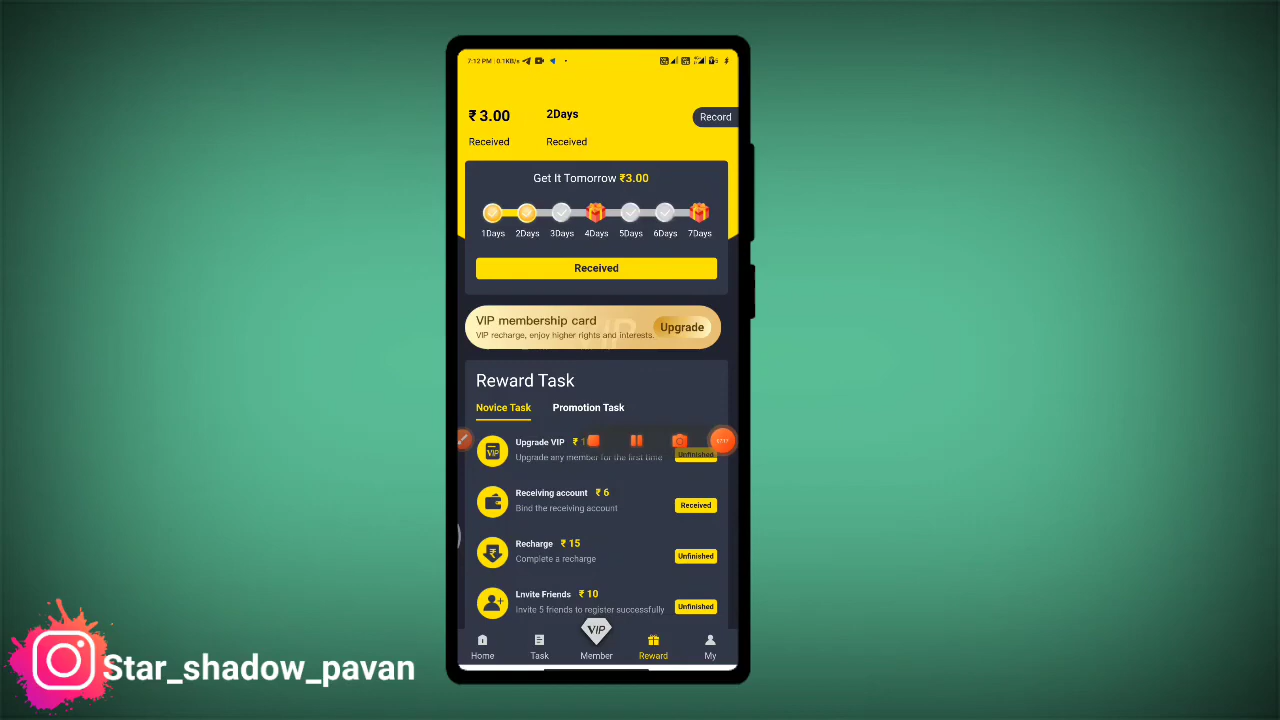 7:12 PM : 0.1KB/s
₹ 3.00
2Days
Record
Received
Received
Get It Tomorrow ₹3.00
1Days 2Days 3Days 4Days 5Days 6Days 7Days
Received
VIP membership card
VIP recharge, enjoy higher rights and interests.
Upgrade
Reward Task
Novice Task Promotion Task
Upgrade VIP ₹
Upgrade any member for the first time
Unfinished
VIP
Receiving account ₹ 6
Bind the receiving account
Received
Recharge ₹ 15
Complete a recharge
Unfinished
Lnvite Friends ₹ 10
Invite 5 friends to register successfully
Unfinished
VIP
Home Task Member Reward My
Star_shadow_pavan